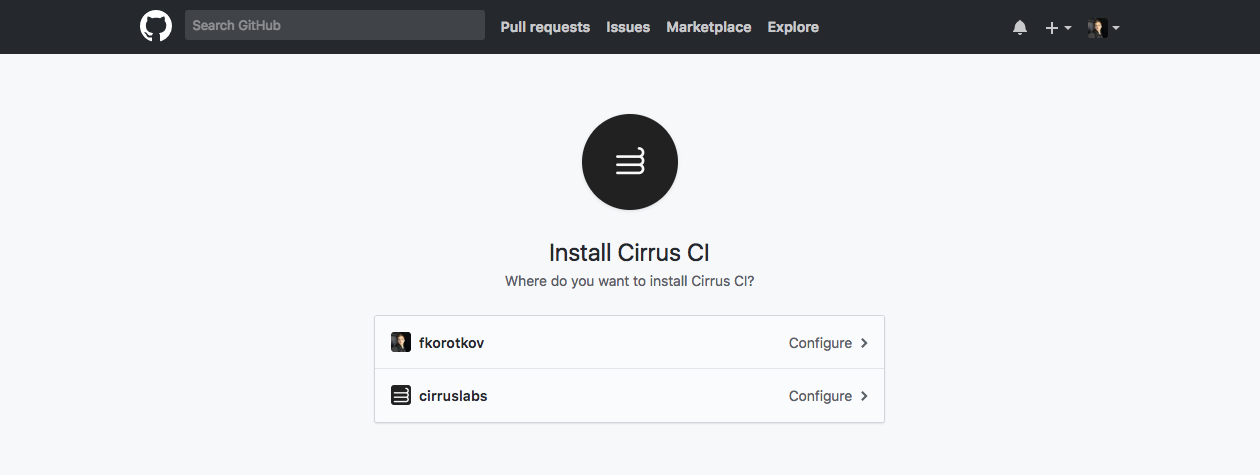 Search GitHub
Pull requests
Issues
Marketplace
Explore
Install Cirrus CI
Where do you want to install Cirrus CI?
fkorotkov
Configure
cirruslabs
Configure